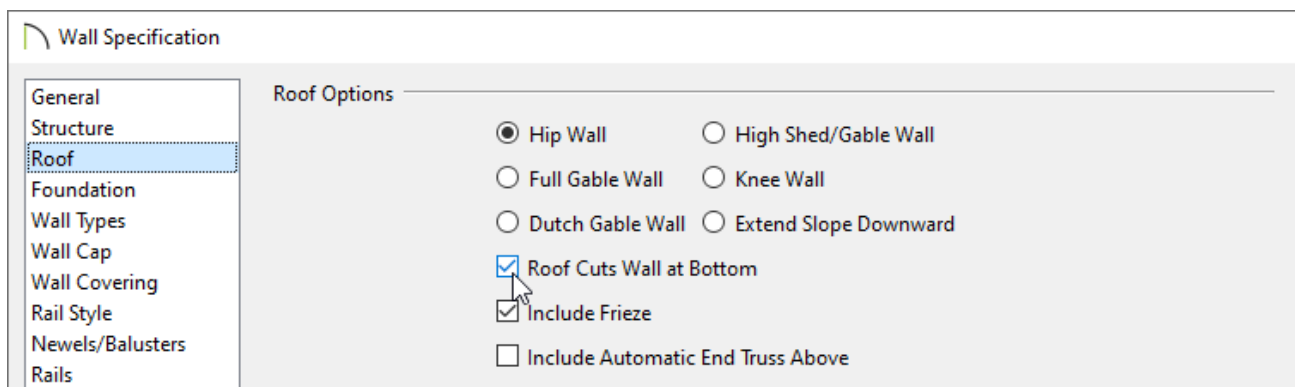 Wall Specification
General
Structure
Roof
Foundation
Wall Types
Wall Cap
Wall Covering
Rail Style
Newels/Balusters
Rails
Roof Options
Hip Wall
High Shed/Gable Wall
Full Gable Wall
Knee Wall
Dutch Gable Wall
Extend Slope Downward
Roof Cuts Wall at Bottom
Include Frieze
Include Automatic End Truss Above